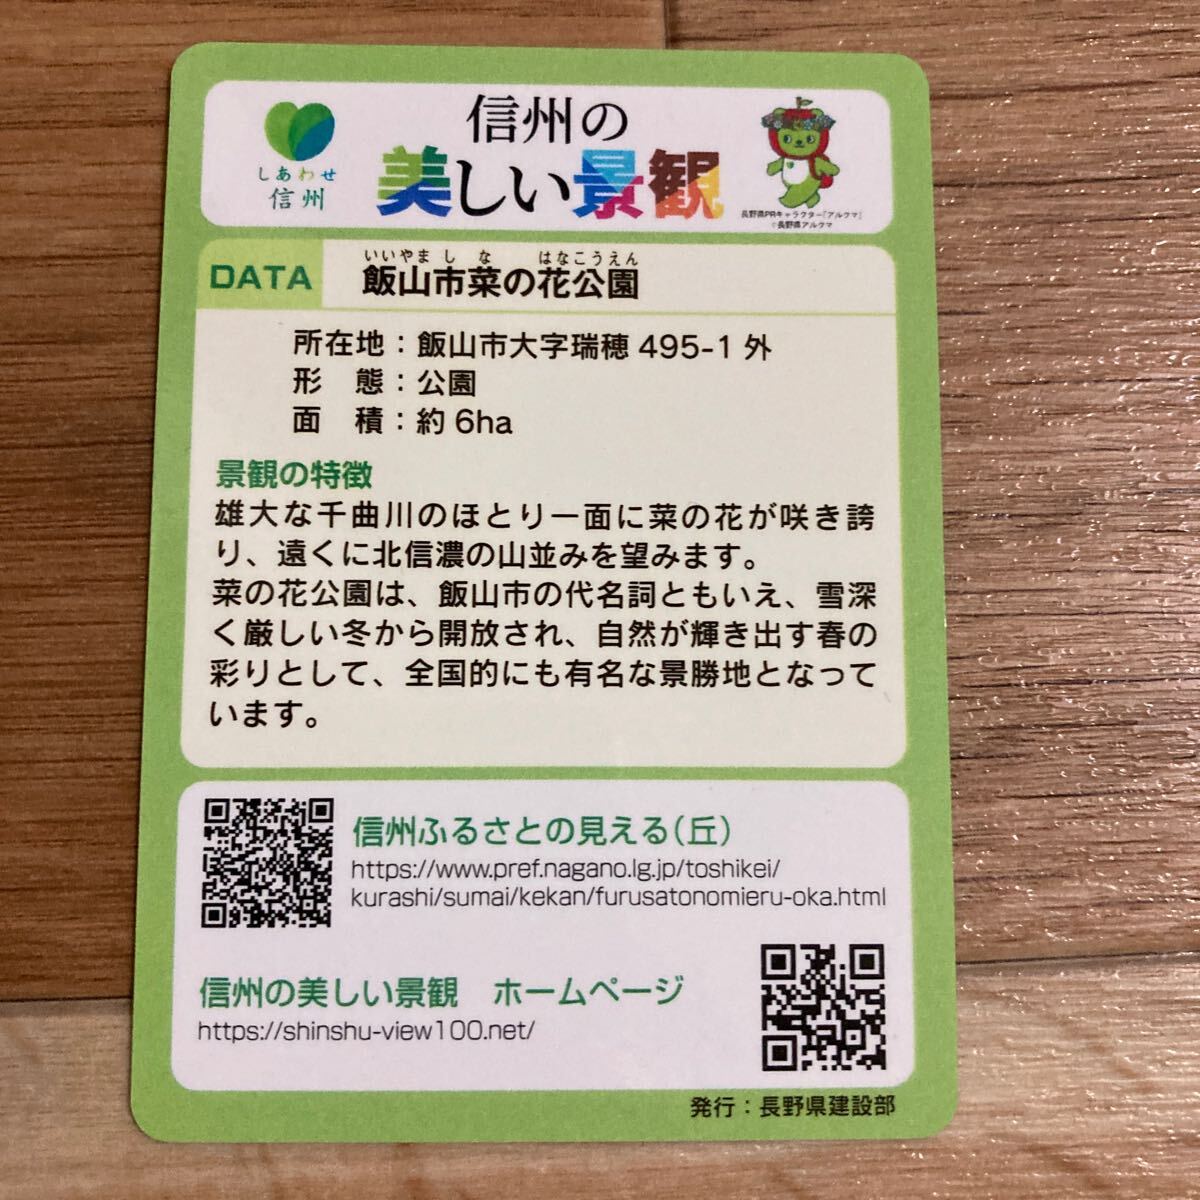 しあわせ
信州
信州の
美しい景観
長野県PRキャラクター「アルクマ」
©長野県アルクマ
DATA
いいやま し な はなこうえん
飯山市菜の花公園
所在地：飯山市大字瑞穂 495-1 外
形　態：公園
面　積：約 6ha
景観の特徴
雄大な千曲川のほとり一面に菜の花が咲き誇
り、遠くに北信濃の山並みを望みます。
菜の花公園は、飯山市の代名詞ともいえ、雪深
く厳しい冬から開放され、自然が輝き出す春の
彩りとして、全国的にも有名な景勝地となって
います。
信州ふるさとの見える(丘)
https://www.pref.nagano.lg.jp/toshikei/
kurashi/sumai/kekan/furusatonomieru-oka.html
信州の美しい景観　ホームページ
https://shinshu-view100.net/
発行：長野県建設部